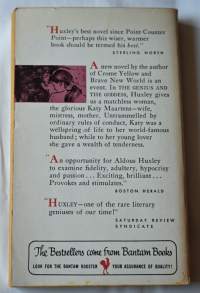 "Huxley's best novel since Point Counter
Point—perhaps this wiser, warmer
book should be termed his best."
STERLING NORTH
A new novel by the author
of Crome Yellow and
Brave New World is an
event. In THE GENIUS AND
THE GODDESS, Huxley gives
us a matchless woman,
the glorious Katy Maartens—wife,
mistress, mother. Untrammelled by
ordinary rules of conduct, Katy was a
wellspring of life to her world-famous
husband; while to her young lover
she gave a wealth of tenderness.
"An opportunity for Aldous Huxley
to examine fidelity, adultery, hypocrisy
and passion... Exciting, brilliant...
Provokes and stimulates."
BOSTON HERALD
"HUXLEY—one of the rare literary
geniuses of our time!"
SATURDAY REVIEW
SYNDICATE
The Bestsellers come from Bantam Books
LOOK FOR THE BANTAM ROOSTER YOUR ASSURANCE OF QUALITY!